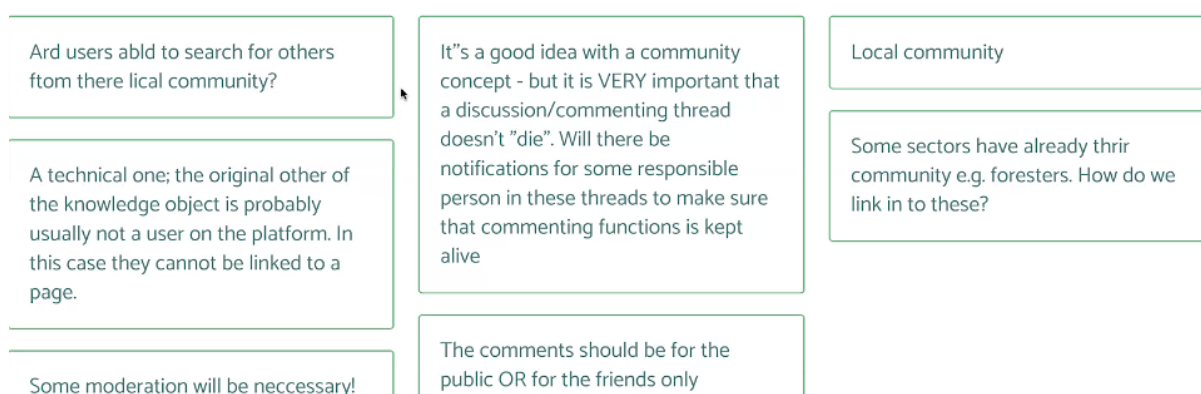 Ard users abld to search for others
ftom there lical community?
A technical one; the original other of
the knowledge object is probably
usually not a user on the platform. In
this case they cannot be linked to a
page.
Some moderation will be neccessary!
It"s a good idea with a community
concept - but it is VERY important that
a discussion/commenting thread
doesn't "die". Will there be
notifications for some responsible
person in these threads to make sure
that commenting functions is kept
alive
The comments should be for the
public OR for the friends only
Local community
Some sectors have already thrir
community e.g. foresters. How do we
link in to these?